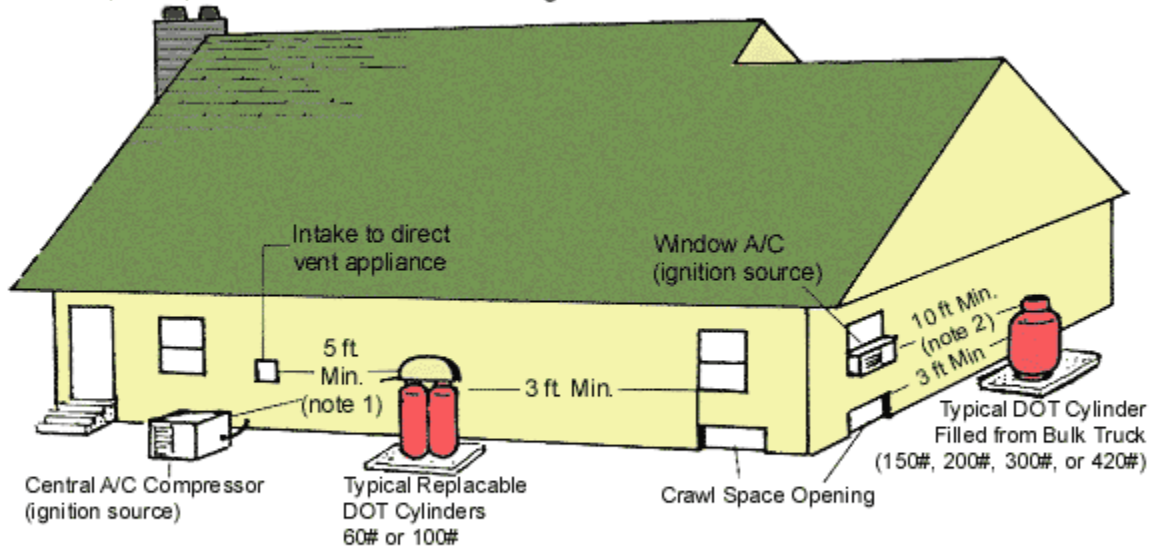 Intake to direct
vent appliance
Window A/C
(ignition source)
5 ft.
Min.
(note 1)
3 ft. Min.
10 ft Min.
(note 2)
3 ft Min
Central A/C Compressor
(ignition source)
Typical Replacable
DOT Cylinders
60# or 100#
Crawl Space Opening
Typical DOT Cylinder
Filled from Bulk Truck
(150#, 200#, 300#, or 420#)